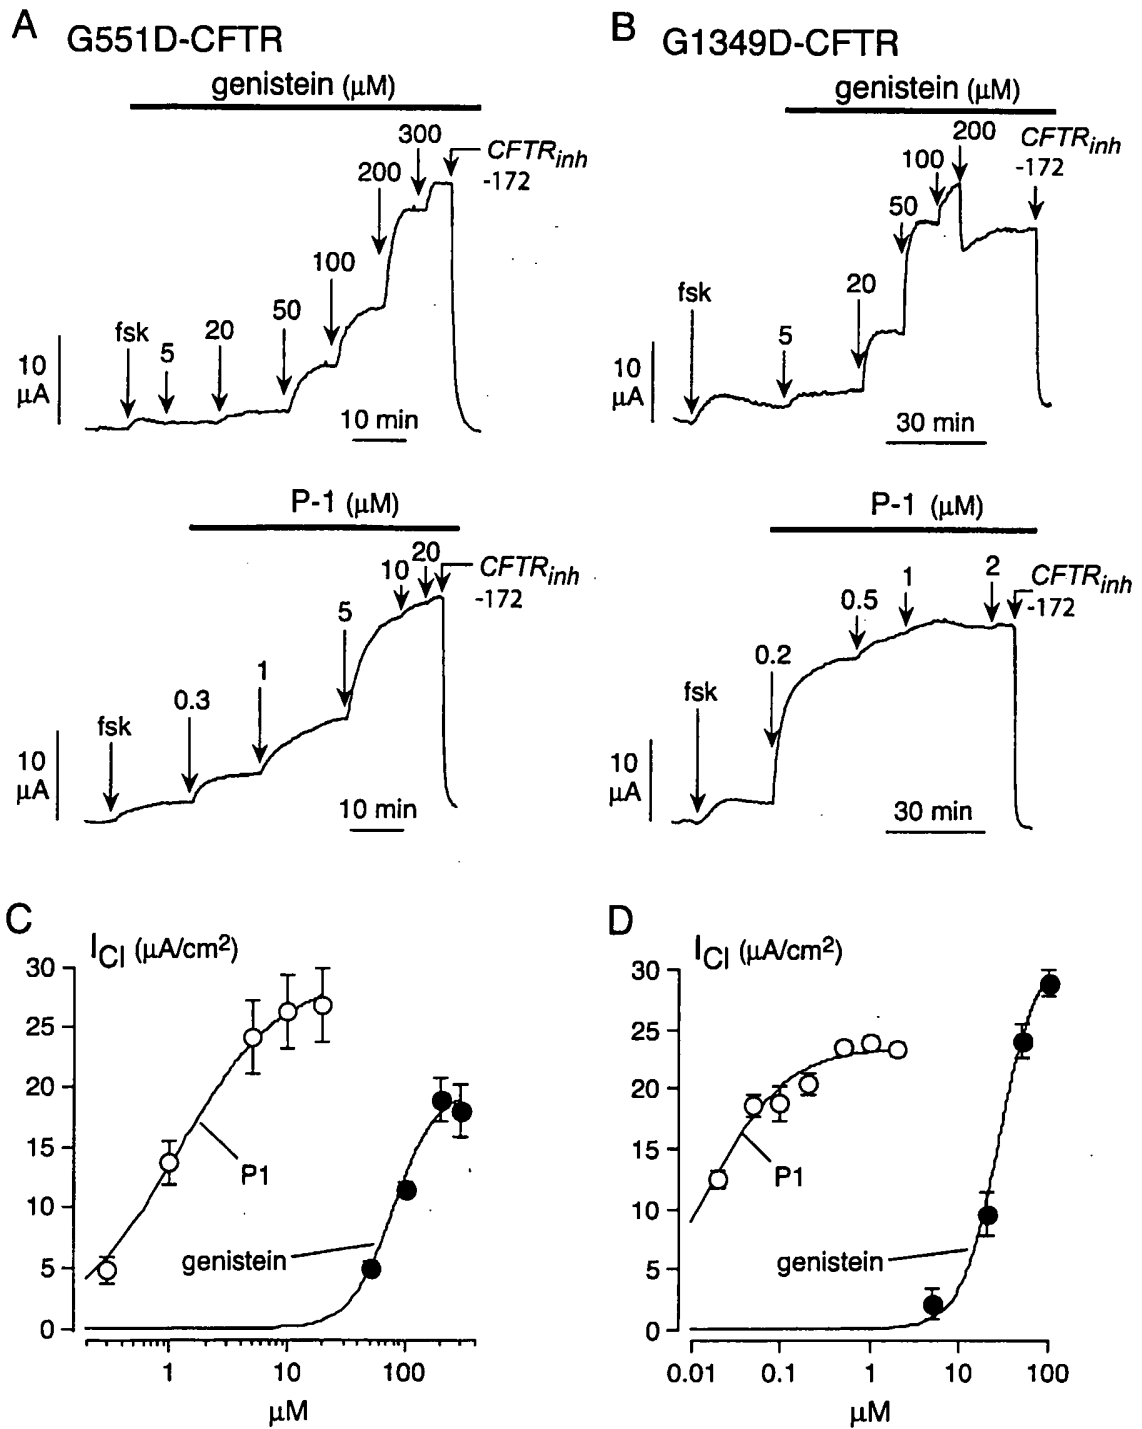 A G551D-CFTR
genistein (µM)
300
CFTRinh
-172
200
100
50
20
fsk
5
10
µA
10 min
B G1349D-CFTR
genistein (µM)
200
CFTRinh
-172
100
50
20
fsk
5
10
µA
30 min
P-1 (µM)
20
10
CFTRinh
-172
5
1
0.3
fsk
10
µA
10 min
P-1 (µM)
2
1
CFTRinh
-172
0.5
0.2
fsk
10
µA
30 min
C
ICl (µA/cm2)
30
25
20
15
10
5
0
P1
genistein
1 10 100
µM
D
ICl (µA/cm2)
30
25
20
15
10
5
0
P1
genistein
0.01 0.1 1 10 100
µM